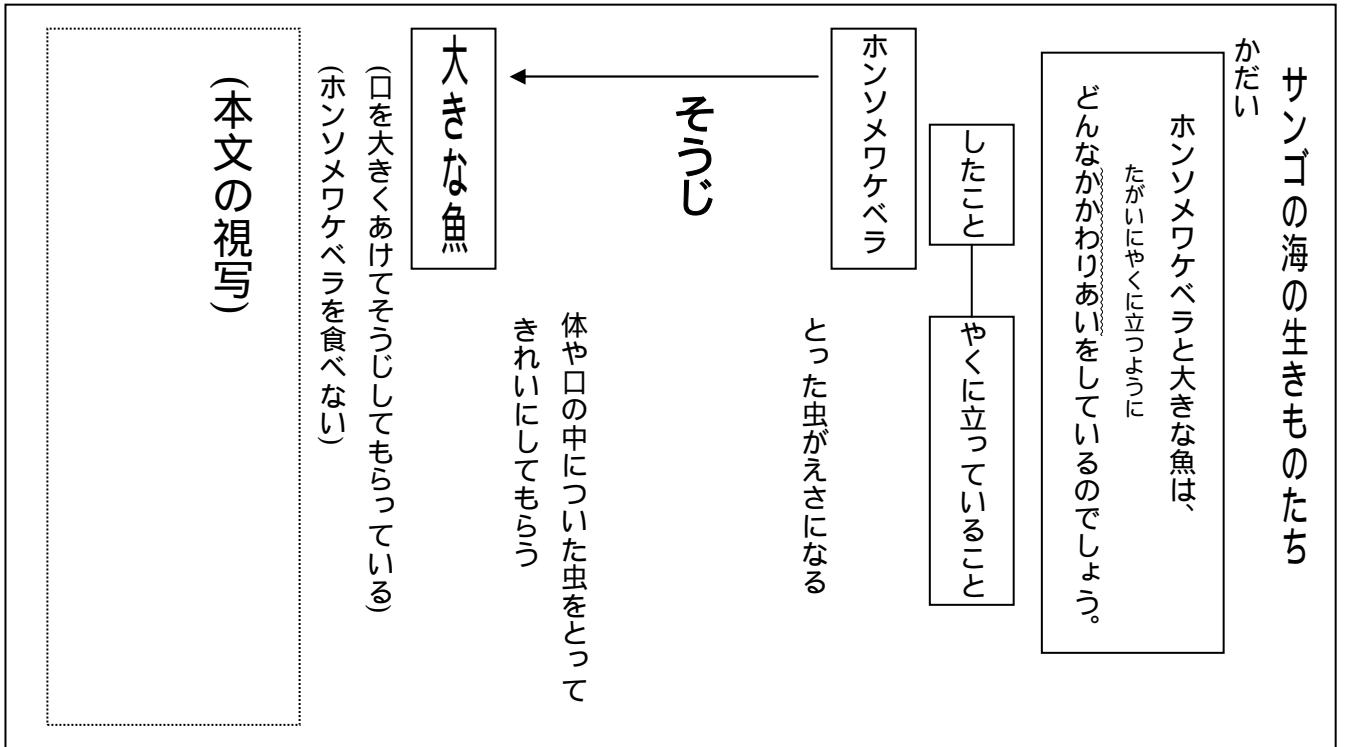 サンゴの海の生きものたち
かだい
ホンソメワケベラと大きな魚は、
たがいにやくに立つように
どんなかかわりあいをしているのでしょう。
したこと
やくに立っていること
ホンソメワケベラ
とった虫がえさになる
そうじ
体や口の中についた虫をとって
きれいにしてもらう
大きな魚
(口を大きくあけてそうじしてもらっている)
(ホンソメワケベラを食べない)
(本文の視写)